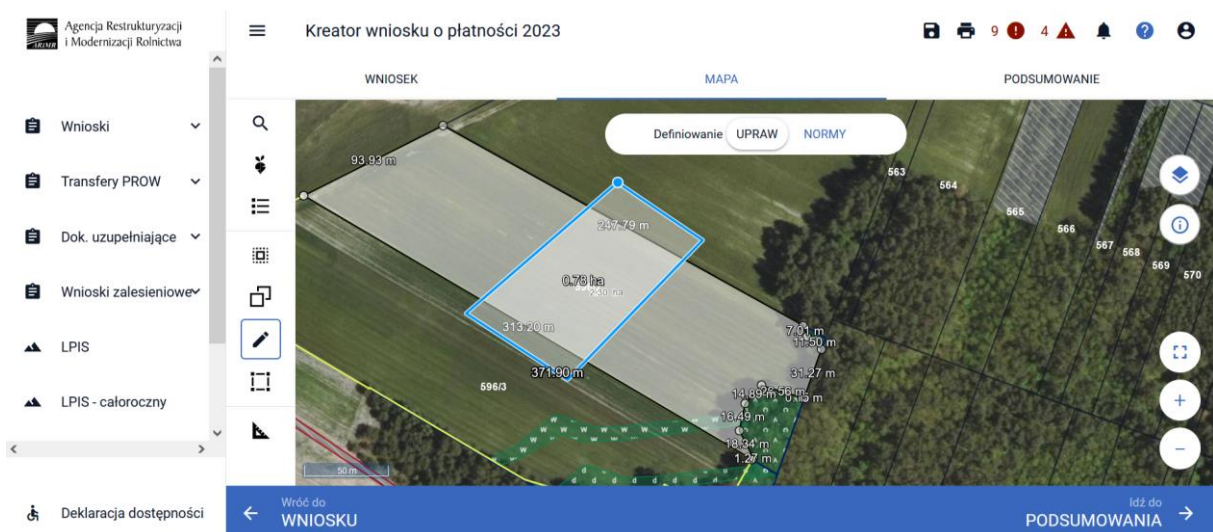 Agencja Restrukturyzacji
i Modernizacji Rolnictwa
ARiMR
Kreator wniosku o płatności 2023
9
4
WNIOSEK
MAPA
PODSUMOWANIE
Wnioski
Transfery PROW
Dok. uzupełniające
Wnioski zalesieniowe
LPIS
LPIS - całoroczny
Deklaracja dostępności
Definiowanie UPRAW NORMY
93.93 m
247.79 m
0.78 ha
313.20 m
371.90 m
596/3
7.01 m
11.50 m
31.27 m
14.89 m
16.49 m
18.34 m
1.27 m
563
564
565
566
567
568
569
570
w w w w w w w
w w w w w
d d d d d d
50 m
Wróć do
WNIOSKU
Idź do
PODSUMOWANIA